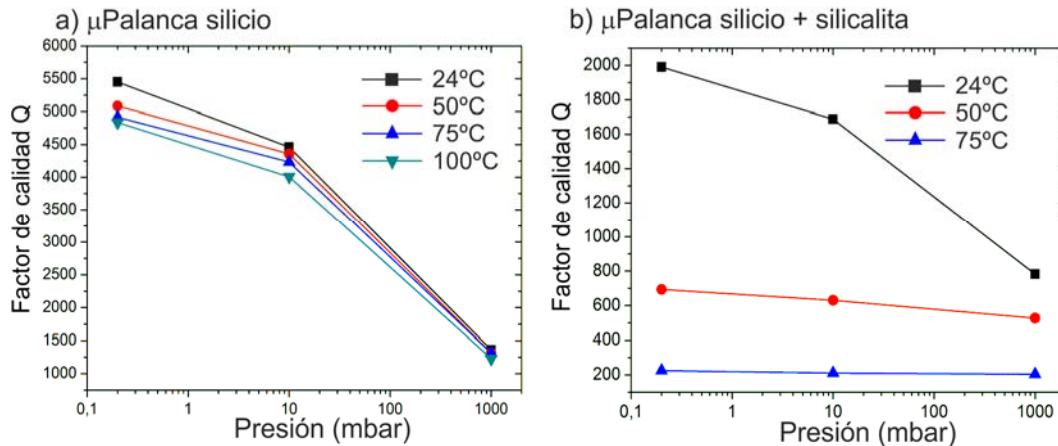 a) μPalanca silicio
Factor de calidad Q
6000
5500
5000
4500
4000
3500
3000
2500
2000
1500
1000
24ºC
50ºC
75ºC
100ºC
0,1
1
10
100
1000
Presión (mbar)
b) μPalanca silicio + silicalita
Factor de calidad Q
2000
1800
1600
1400
1200
1000
800
600
400
200
24ºC
50ºC
75ºC
0,1
1
10
100
1000
Presión (mbar)